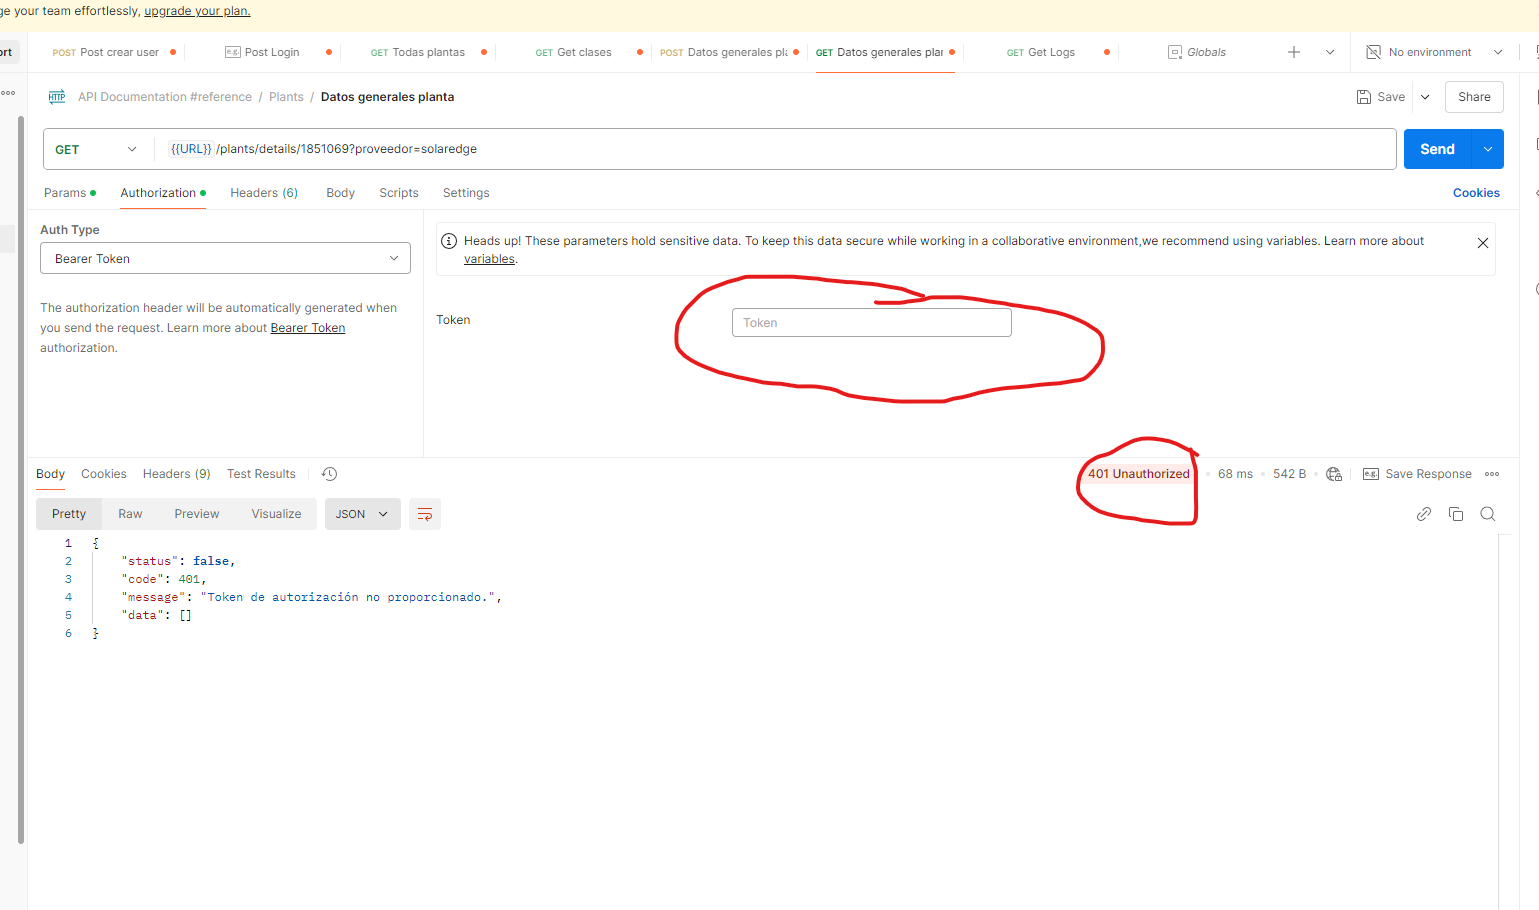 ge your team effortlessly, upgrade your plan.
ort POST Post crear user e.g. Post Login GET Todas plantas GET Get clases POST Datos generales pl GET Datos generales plan GET Get Logs Globals No environment
HTTP API Documentation #reference / Plants / Datos generales planta Save Share
GET {{URL}} /plants/details/1851069?proveedor=solaredge Send
Params Authorization Headers (6) Body Scripts Settings Cookies
Auth Type
Bearer Token
The authorization header will be automatically generated when
you send the request. Learn more about Bearer Token
authorization.
Heads up! These parameters hold sensitive data. To keep this data secure while working in a collaborative environment,we recommend using variables. Learn more about
variables.
Token Token
Body Cookies Headers (9) Test Results 401 Unauthorized 68 ms 542 B e.g. Save Response
Pretty Raw Preview Visualize JSON
1 {
2 "status": false,
3 "code": 401,
4 "message": "Token de autorización no proporcionado.",
5 "data": []
6 }